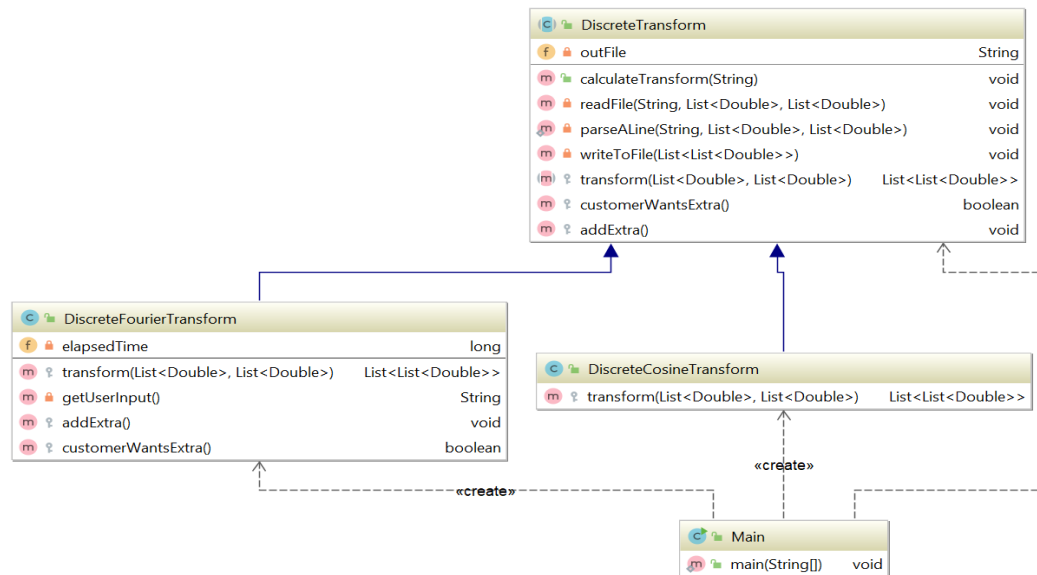 DiscreteTransform
outFile String
calculateTransform(String) void
readFile(String, List<Double>, List<Double>) void
parseALine(String, List<Double>, List<Double>) void
writeToFile(List<List<Double>>) void
transform(List<Double>, List<Double>) List<List<Double>>
customerWantsExtra() boolean
addExtra() void
DiscreteFourierTransform
elapsedTime long
transform(List<Double>, List<Double>) List<List<Double>>
getUserInput() String
addExtra() void
customerWantsExtra() boolean
DiscreteCosineTransform
transform(List<Double>, List<Double>) List<List<Double>>
«create»
«create»
Main
main(String[]) void